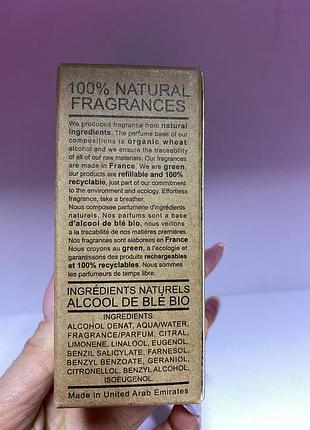 100% NATURAL
FRAGRANCES
We produced fragrance from natural
ingredients. The perfume base of our
compositions is organic wheat
alcohol and we ensure the traceability
of all of our raw materials. Our fragrances
are made in France. We are green,
our products are refillable and 100%
recyclable, just part of our commitment
to the environment and ecology. Effortless
fragrance, take a breather.
Nous composae perfumerie d'ingrédients
naturels. Nos parfums sont a base
d'alcool de blé bio, nous veillons
a la tracabilité de nos matières premières
Nos fragrances sont elaborees en France
Nous croyons au green, a l'ecologie et
garantissons des produits rechargeables
et 100% recyclables. Nous sommes
les parfumeurs de temps libre.
INGRÉDIENTS NATURELS
ALCOOL DE BLÉ BIO
INGREDIENTS:
ALCOHOL DENAT, AQUA/WATER,
FRAGRANCE/PARFUM, CITRAL,
LIMONENE, LINALOOL, EUGENOL,
BENZIL SALICYLATE, FARNESOL,
BENZYL BENZOATE, GERANIOL,
CITRONELLOL, BENZYL ALCOHOL,
ISOEUGENOL.
Made in United Arab Emirates